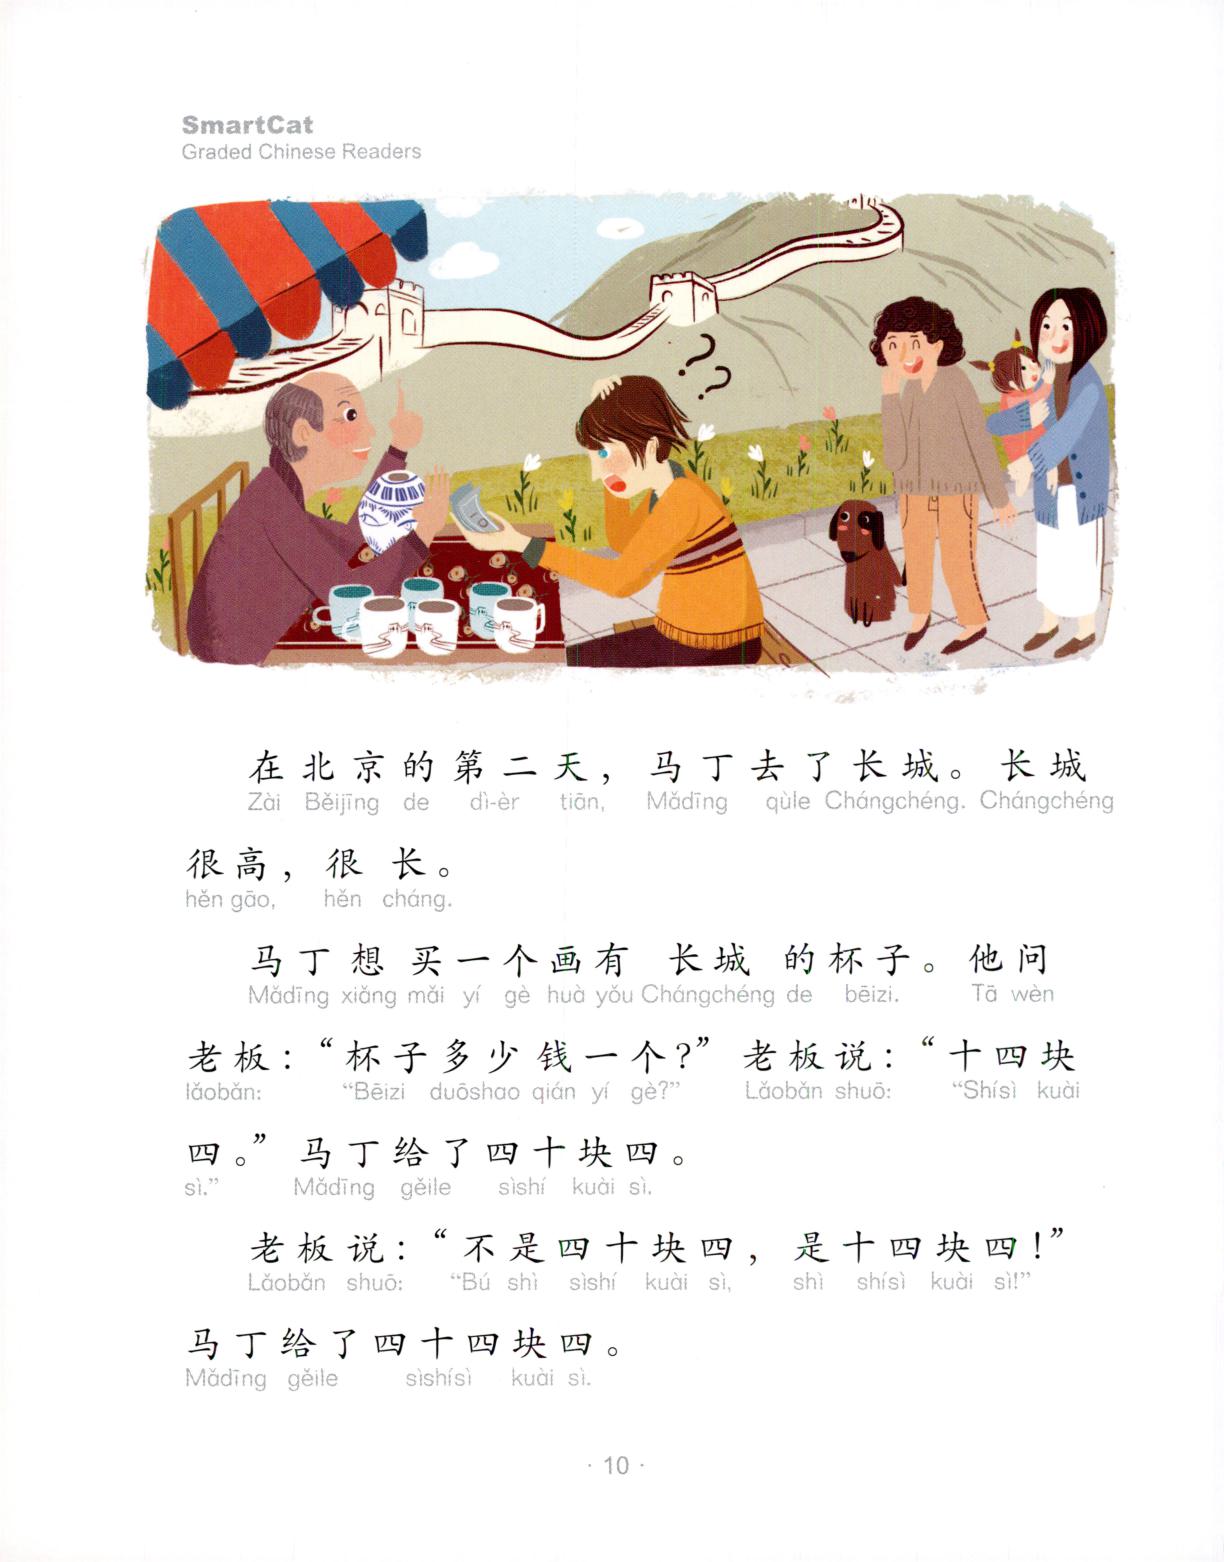 SmartCat
Graded Chinese Readers
在北京的第二天，马丁去了长城。长城
Zài Běijīng de dì-èr tiān, Mǎdīng qùle Chángchéng. Chángchéng
很高，很长。
hěn gāo, hěn cháng.
马丁想买一个画有长城的杯子。他问
Mǎdīng xiǎng mǎi yí gè huà yǒu Chángchéng de bēizi. Tā wèn
老板：“杯子多少钱一个？”老板说：“十四块
lǎobǎn: “Bēizi duōshao qián yí gè?” Lǎobǎn shuō: “Shísì kuài
四。”马丁给了四十块四。
sì.” Mǎdīng gěile sìshí kuài sì.
老板说：“不是四十块四，是十四块四！”
Lǎobǎn shuō: “Bú shì sìshí kuài sì, shì shísì kuài sì!”
马丁给了四十四块四。
Mǎdīng gěile sìshísì kuài sì.
· 10 ·